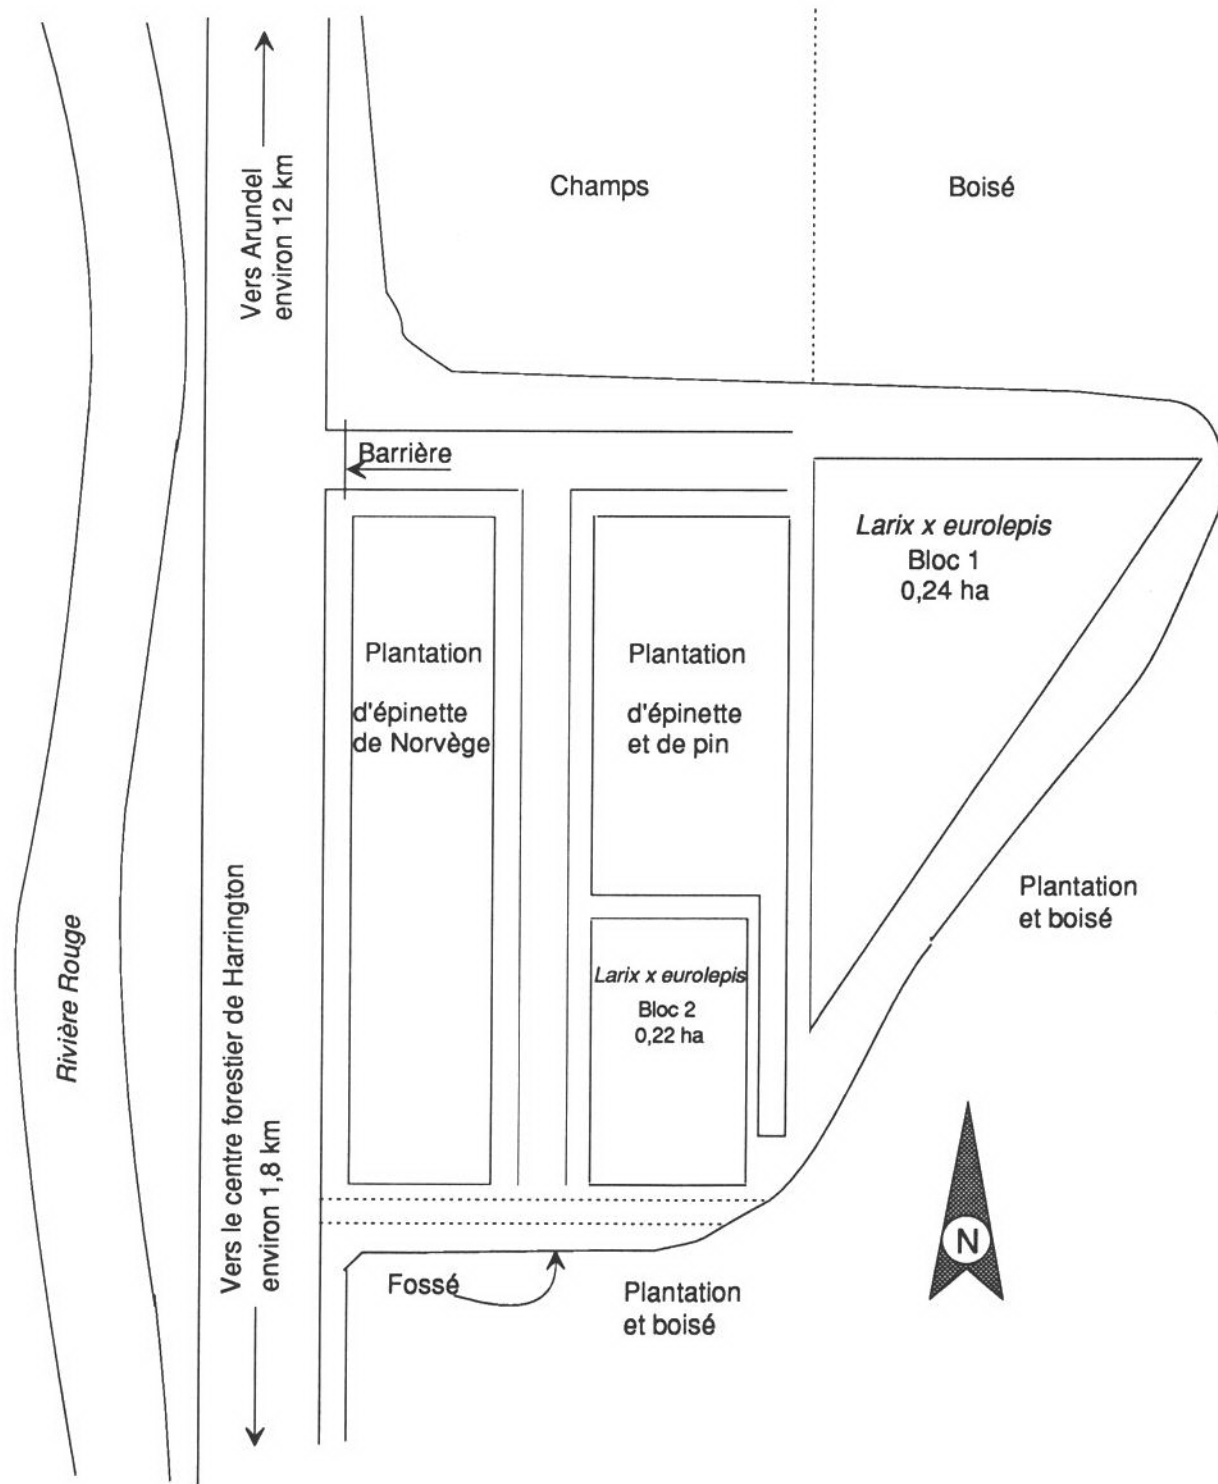 Vers Arundel
environ 12 km
Champs
Boisé
Barrière
Larix x eurolepis
Bloc 1
0,24 ha
Plantation
d'épinette
de Norvège
Plantation
d'épinette
et de pin
Plantation
et boisé
Larix x eurolepis
Bloc 2
0,22 ha
Rivière Rouge
Vers le centre forestier de Harrington
environ 1,8 km
N
Fossé
Plantation
et boisé